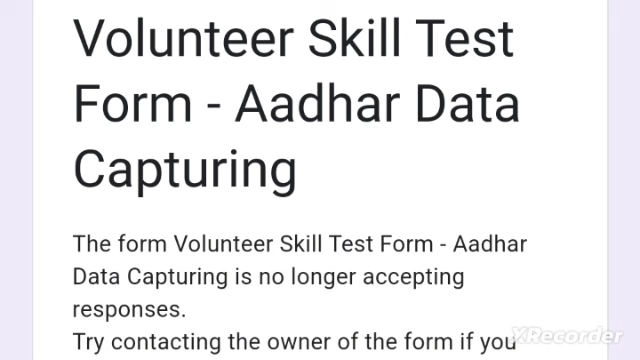 Volunteer Skill Test
Form - Aadhar Data
Capturing
The form Volunteer Skill Test Form - Aadhar
Data Capturing is no longer accepting
responses.
Try contacting the owner of the form if you
XRecorder